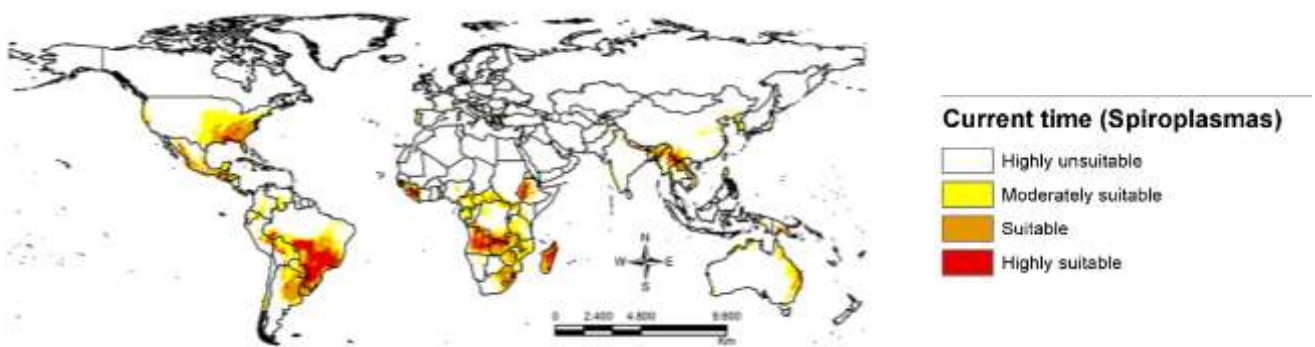 Current time (Spiroplasmas)
Highly unsuitable
Moderately suitable
Suitable
Highly suitable
N
W E
S
0 2.400 4.800 9.600
Km